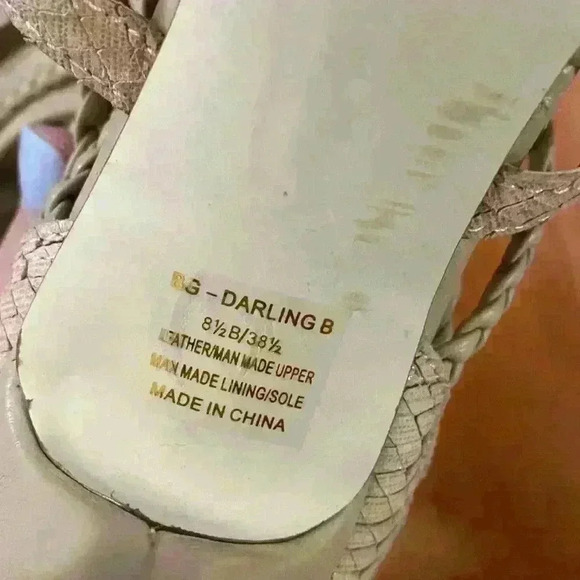 BG – DARLING B
8½B/38½
LEATHER/MAN MADE UPPER
MAN MADE LINING/SOLE
MADE IN CHINA